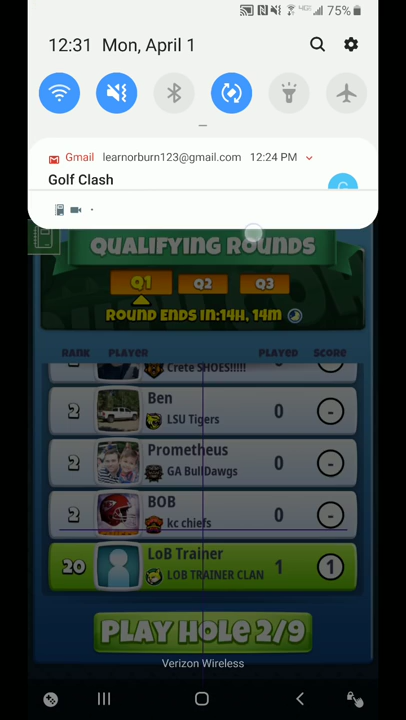 75%
12:31 Mon, April 1
Gmail learnorburn123@gmail.com 12:24 PM
Golf Clash
QUALIFYING ROUNDS
Q1 Q2 Q3
ROUND ENDS IN:14H, 14m
RANK PLAYER PLAYED SCORE
Crete SHOES!!!!!
2 Ben 0 -
LSU Tigers
2 Prometheus 0 -
GA BullDawgs
2 BOB 0 -
kc chiefs
20 LoB Trainer 1 1
LOB TRAINER CLAN
PLAY HOLE 2/9
Verizon Wireless